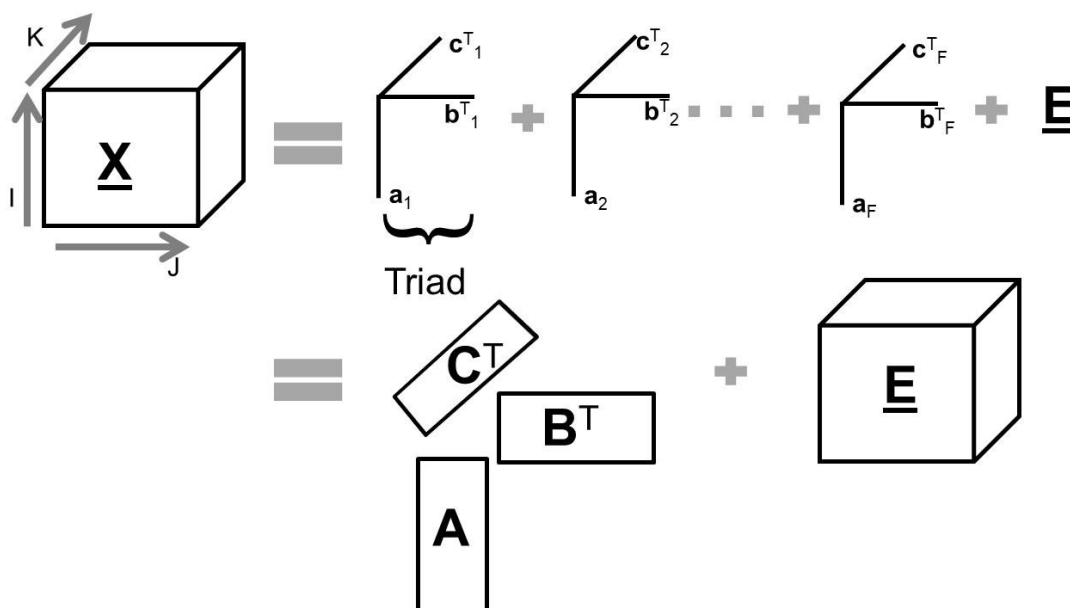 K
I
X
J
c^T_1
b^T_1
a_1
c^T_2
b^T_2
a_2
c^T_F
b^T_F
a_F
E
Triad
C^T
B^T
A
E